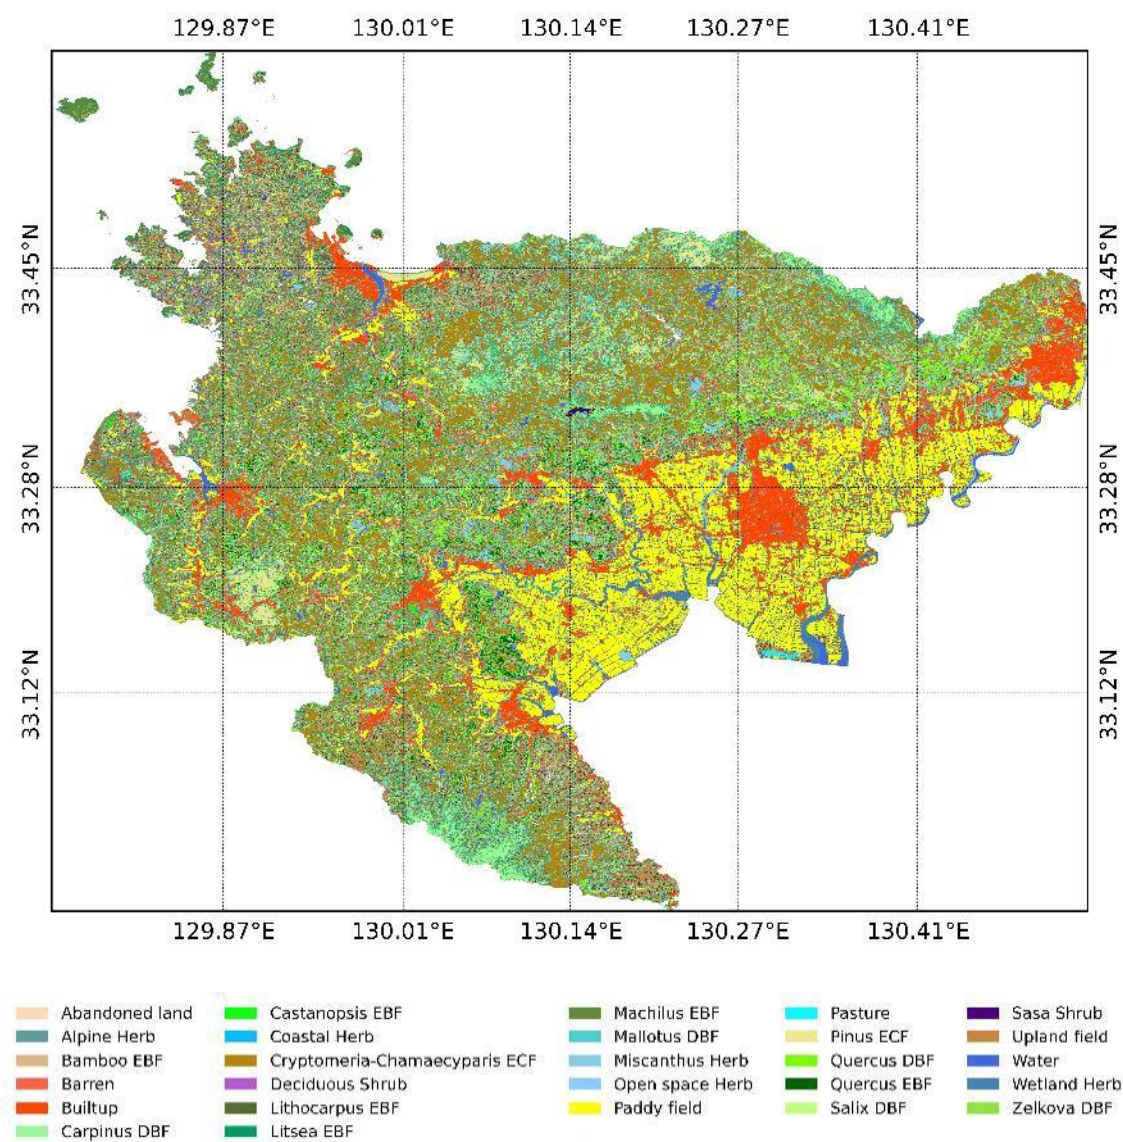 129.87°E 130.01°E 130.14°E 130.27°E 130.41°E
33.45°N 33.45°N
33.28°N 33.28°N
33.12°N 33.12°N
129.87°E 130.01°E 130.14°E 130.27°E 130.41°E
Abandoned land Castanopsis EBF Machilus EBF Pasture Sasa Shrub
Alpine Herb Coastal Herb Mallotus DBF Pinus ECF Upland field
Bamboo EBF Cryptomeria-Chamaecyparis ECF Miscanthus Herb Quercus DBF Water
Barren Deciduous Shrub Open space Herb Quercus EBF Wetland Herb
Builtup Lithocarpus EBF Paddy field Salix DBF Zelkova DBF
Carpinus DBF Litsea EBF